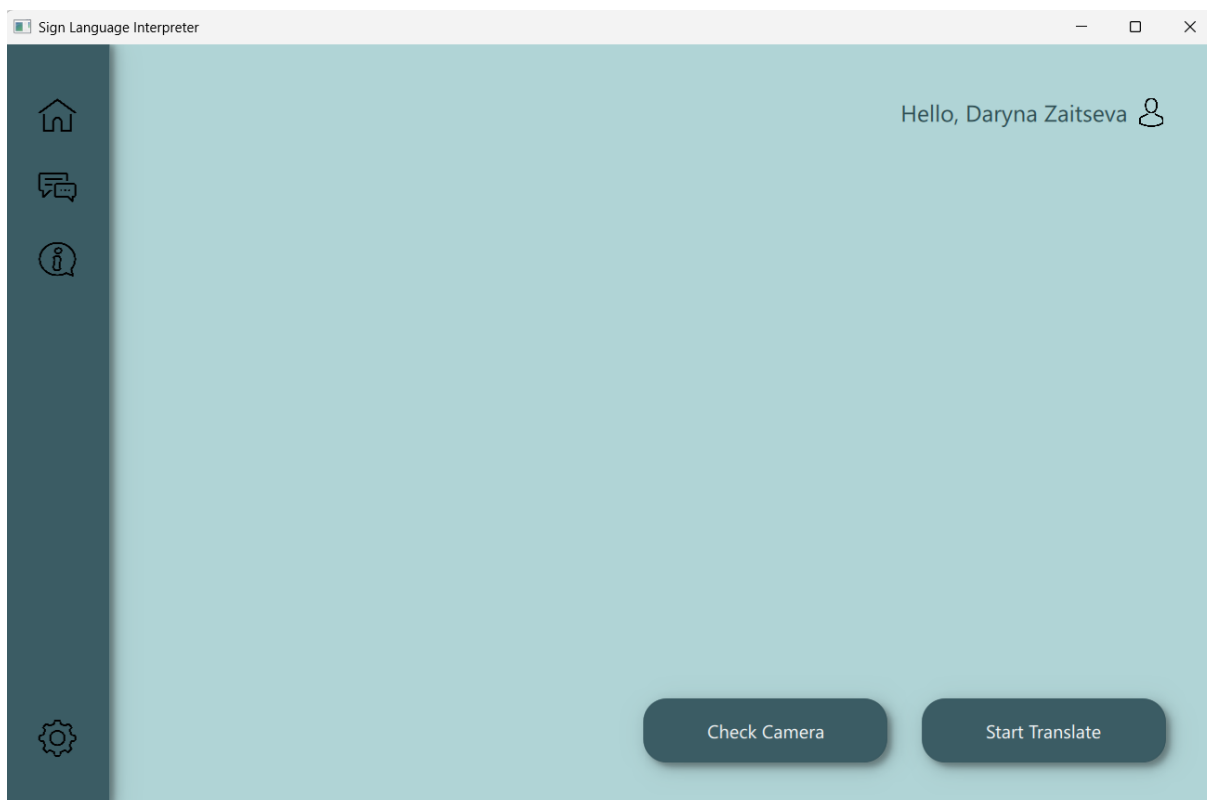 Sign Language Interpreter
Hello, Daryna Zaitseva
Check Camera
Start Translate